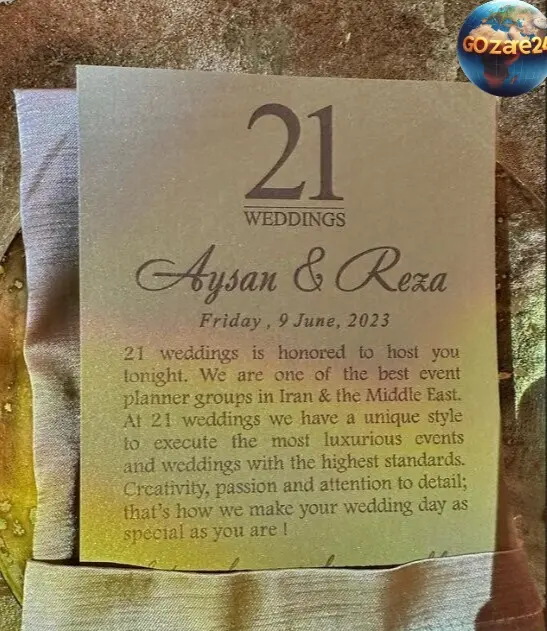 GOzare24
21
WEDDINGS
Aysan & Reza
Friday , 9 June, 2023
21 weddings is honored to host you
tonight. We are one of the best event
planner groups in Iran & the Middle East.
At 21 weddings we have a unique style
to execute the most luxurious events
and weddings with the highest standards.
Creativity, passion and attention to detail;
that's how we make your wedding day as
special as you are !